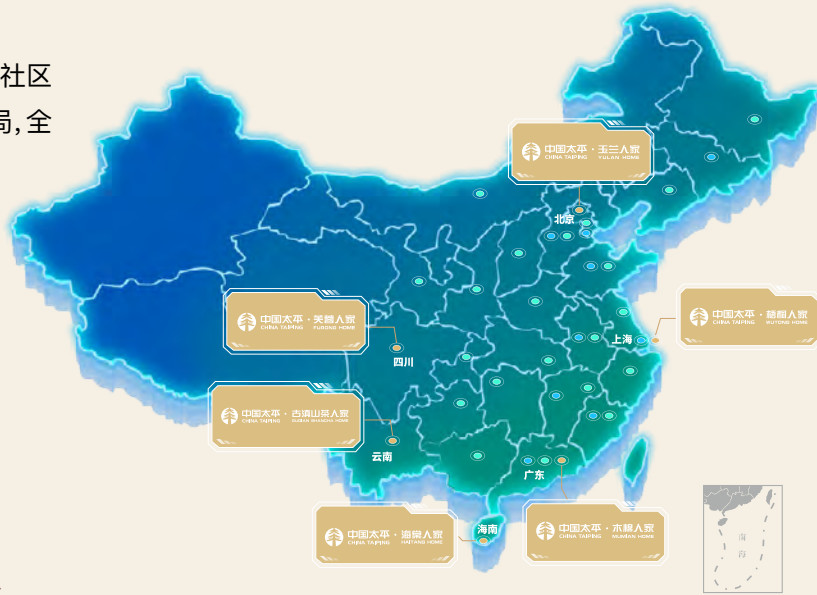 社区
局，全
中国太平·玉兰人家
CHINA TAIPING YULAN HOME
北京
中国太平·芙蓉人家
CHINA TAIPING FURONG HOME
四川
中国太平·梧桐人家
CHINA TAIPING WUTONG HOME
上海
中国太平·古滇山茶人家
CHINA TAIPING GUDIAN SHANCHA HOME
云南
广东
中国太平·海棠人家
CHINA TAIPING HAITANG HOME
海南
中国太平·木棉人家
CHINA TAIPING MUMIAN HOME
南
海